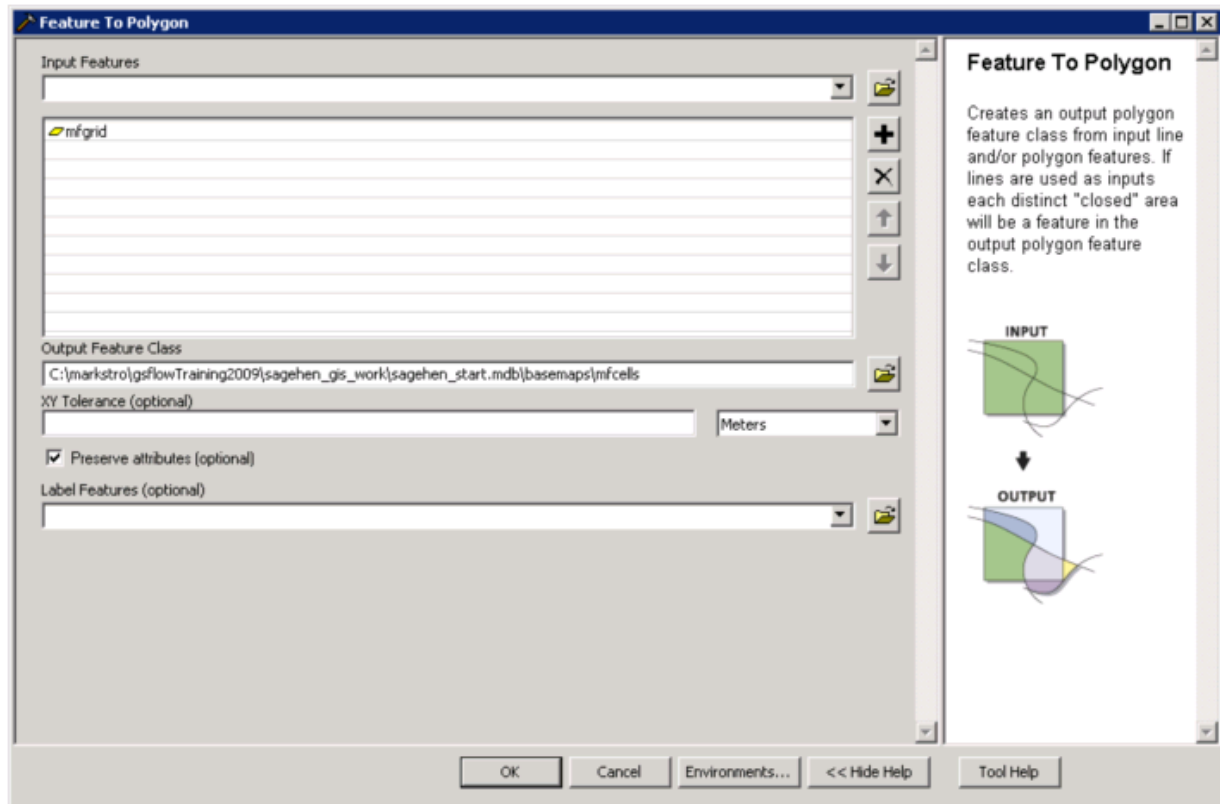 Feature To Polygon
Input Features
mfgrid
Output Feature Class
C:\markstro\gsflowTraining2009\sagehen_gis_work\sagehen_start.mdb\basemaps\mfcells
XY Tolerance (optional)
Meters
Preserve attributes (optional)
Label Features (optional)
OK
Cancel
Environments...
<< Hide Help
Feature To Polygon
Creates an output polygon
feature class from input line
and/or polygon features. If
lines are used as inputs
each distinct "closed" area
will be a feature in the
output polygon feature
class.
INPUT
OUTPUT
Tool Help